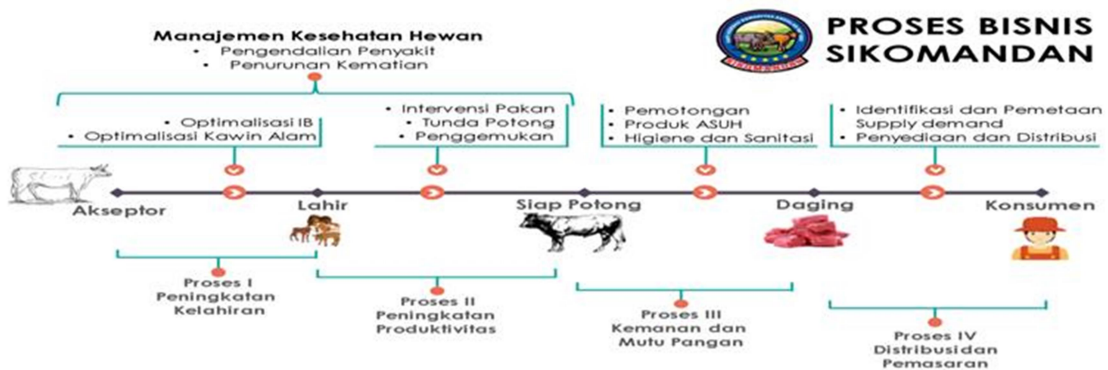 PROSES BISNIS
SIKOMANDAN
Manajemen Kesehatan Hewan
• Pengendalian Penyakit
• Penurunan Kematian
• Optimalisasi IB
• Optimalisasi Kawin Alam
• Intervensi Pakan
• Tunda Potong
• Penggemukan
• Pemotongan
• Produk ASUH
• Higiene dan Sanitasi
• Identifikasi dan Pemetaan
Supply demand
• Penyediaan dan Distribusi
Akseptor
Lahir
Siap Potong
Daging
Konsumen
Proses I
Peningkatan
Kelahiran
Proses II
Peningkatan
Produktivitas
Proses III
Kemanan dan
Mutu Pangan
Proses IV
Distribusidan
Pemasaran